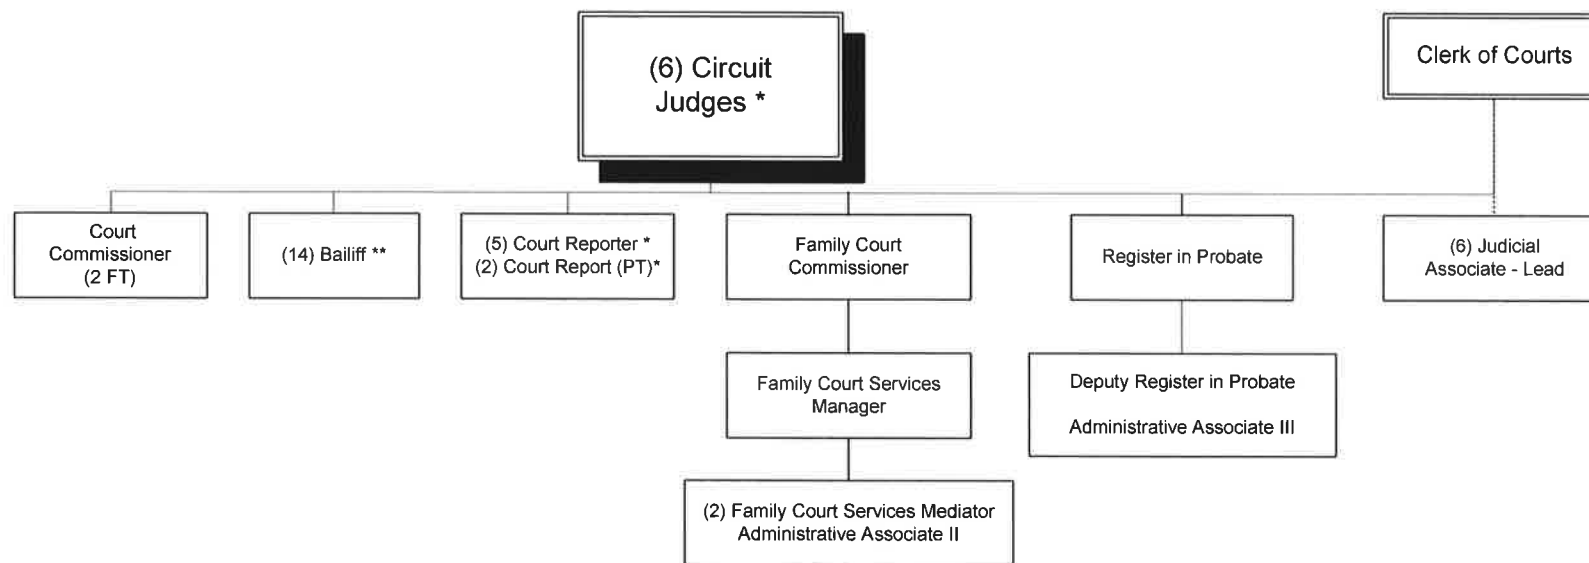 (6) Circuit
Judges *
Clerk of Courts
Court
Commissioner
(2 FT)
(14) Bailiff **
(5) Court Reporter *
(2) Court Report (PT)*
Family Court
Commissioner
Register in Probate
(6) Judicial
Associate - Lead
Family Court Services
Manager
Deputy Register in Probate
Administrative Associate III
(2) Family Court Services Mediator
Administrative Associate II